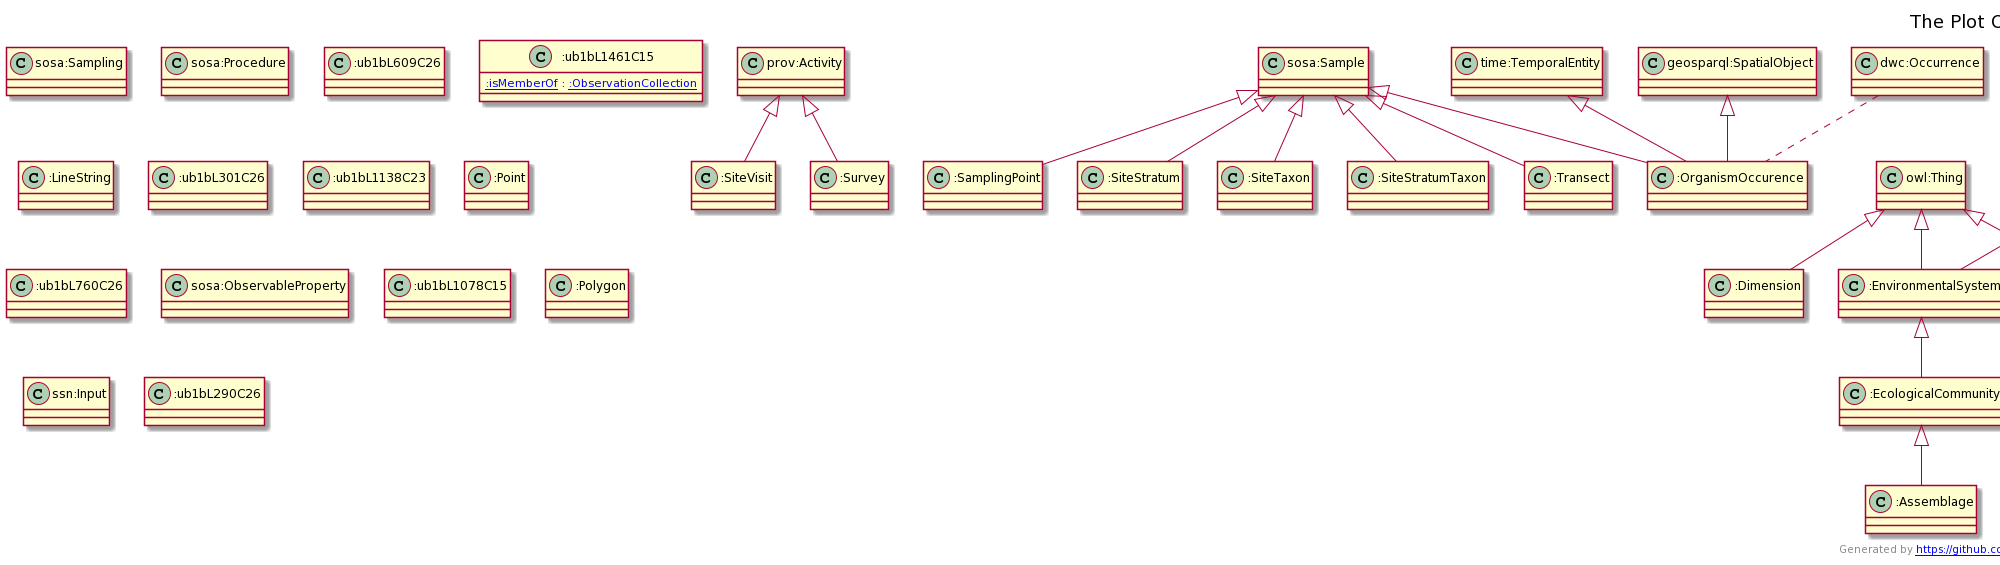 The Plot O
C sosa:Sampling
C sosa:Procedure
C :ub1bL609C26
C :ub1bL1461C15
:isMemberOf : :ObservationCollection
C prov:Activity
C sosa:Sample
C time:TemporalEntity
C geosparql:SpatialObject
C dwc:Occurrence
C :LineString
C :ub1bL301C26
C :ub1bL1138C23
C :Point
C :SiteVisit
C :Survey
C :SamplingPoint
C :SiteStratum
C :SiteTaxon
C :SiteStratumTaxon
C :Transect
C :OrganismOccurence
C owl:Thing
C :ub1bL760C26
C sosa:ObservableProperty
C :ub1bL1078C15
C :Polygon
C :Dimension
C :EnvironmentalSystem
C ssn:Input
C :ub1bL290C26
C :EcologicalCommunity
C :Assemblage
Generated by https://github.co